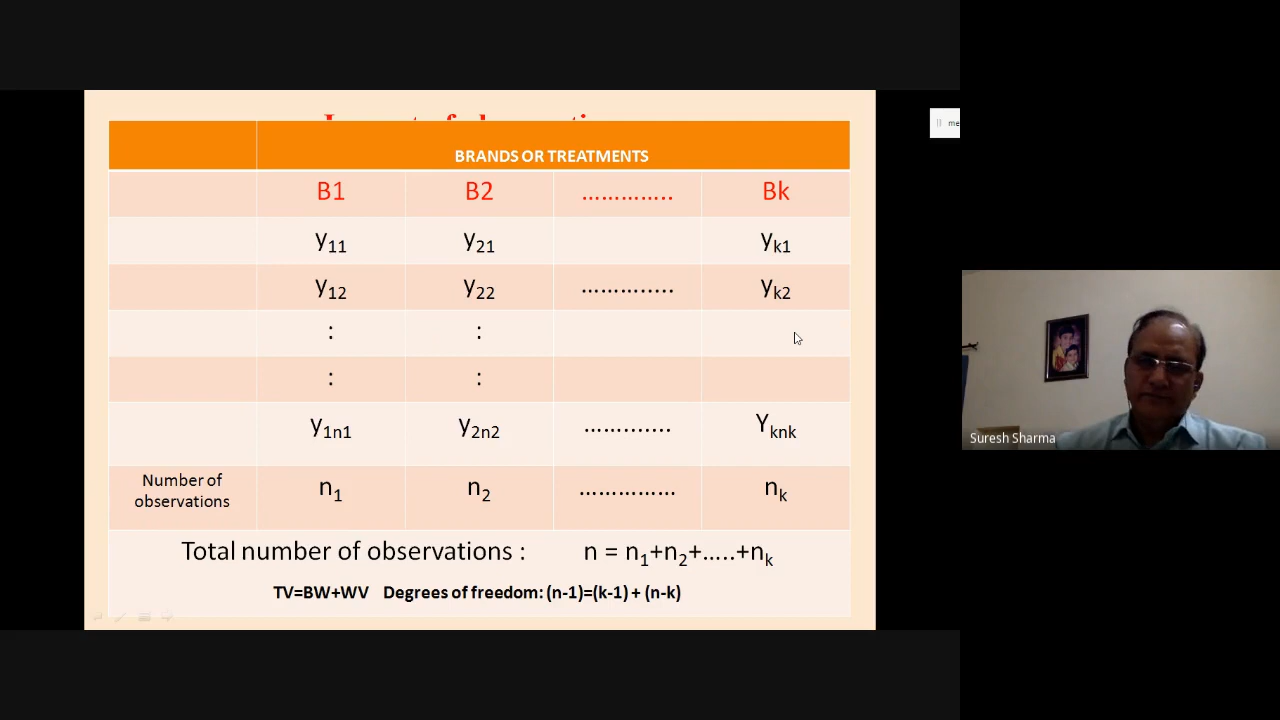 BRANDS OR TREATMENTS
B1 B2 ………….. Bk
y11 y21 yk1
y12 y22 ………..... yk2
: :
: :
y1n1 y2n2 ………...... Yknk
Number of observations n1 n2 …………… nk
Total number of observations : n = n1+n2+…..+nk
TV=BW+WV Degrees of freedom: (n-1)=(k-1) + (n-k)
me
Suresh Sharma